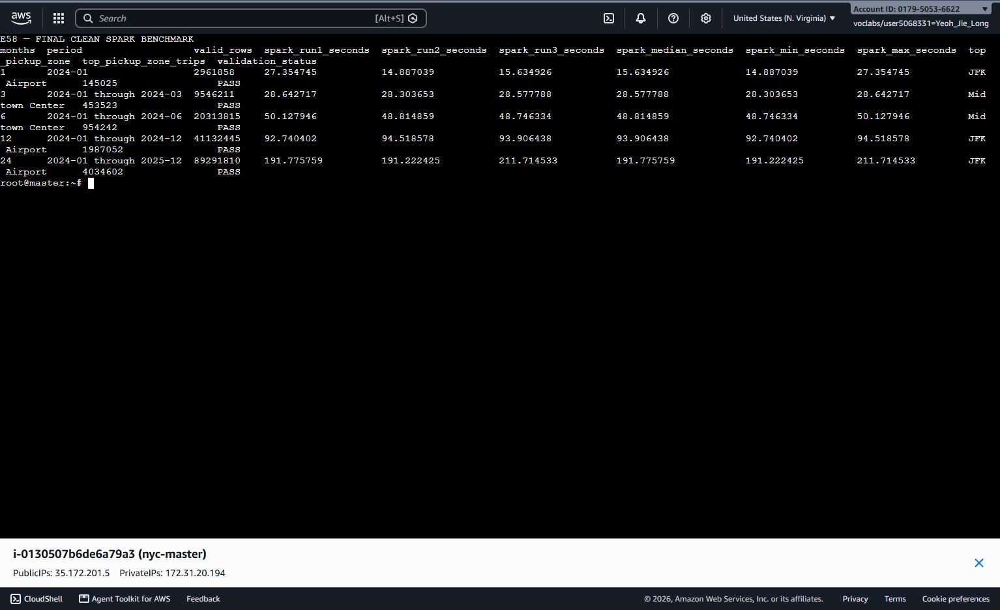 aws
Search [Alt+S]
United States (N. Virginia)
Account ID: 0179-5053-6622
voclabs/user5068331=Yeoh_Jie_Long
E58 — FINAL CLEAN SPARK BENCHMARK
months period valid_rows spark_run1_seconds spark_run2_seconds spark_run3_seconds spark_median_seconds spark_min_seconds spark_max_seconds top
_pickup_zone top_pickup_zone_trips validation_status
1 2024-01 2961858 27.354745 14.887039 15.634926 15.634926 14.887039 27.354745 JFK
Airport 145025 PASS
3 2024-01 through 2024-03 9546211 28.642717 28.303653 28.577788 28.577788 28.303653 28.642717 Mid
town Center 453523 PASS
6 2024-01 through 2024-06 20313815 50.127946 48.814859 48.746334 48.814859 48.746334 50.127946 Mid
town Center 954242 PASS
12 2024-01 through 2024-12 41132445 92.740402 94.518578 93.906438 93.906438 92.740402 94.518578 JFK
Airport 1987052 PASS
24 2024-01 through 2025-12 89291810 191.775759 191.222425 211.714533 191.775759 191.222425 211.714533 JFK
Airport 4034602 PASS
root@master:~#
i-0130507b6de6a79a3 (nyc-master)
PublicIPs: 35.172.201.5 PrivateIPs: 172.31.20.194
CloudShell Agent Toolkit for AWS Feedback © 2026, Amazon Web Services, Inc. or its affiliates. Privacy Terms Cookie preferences